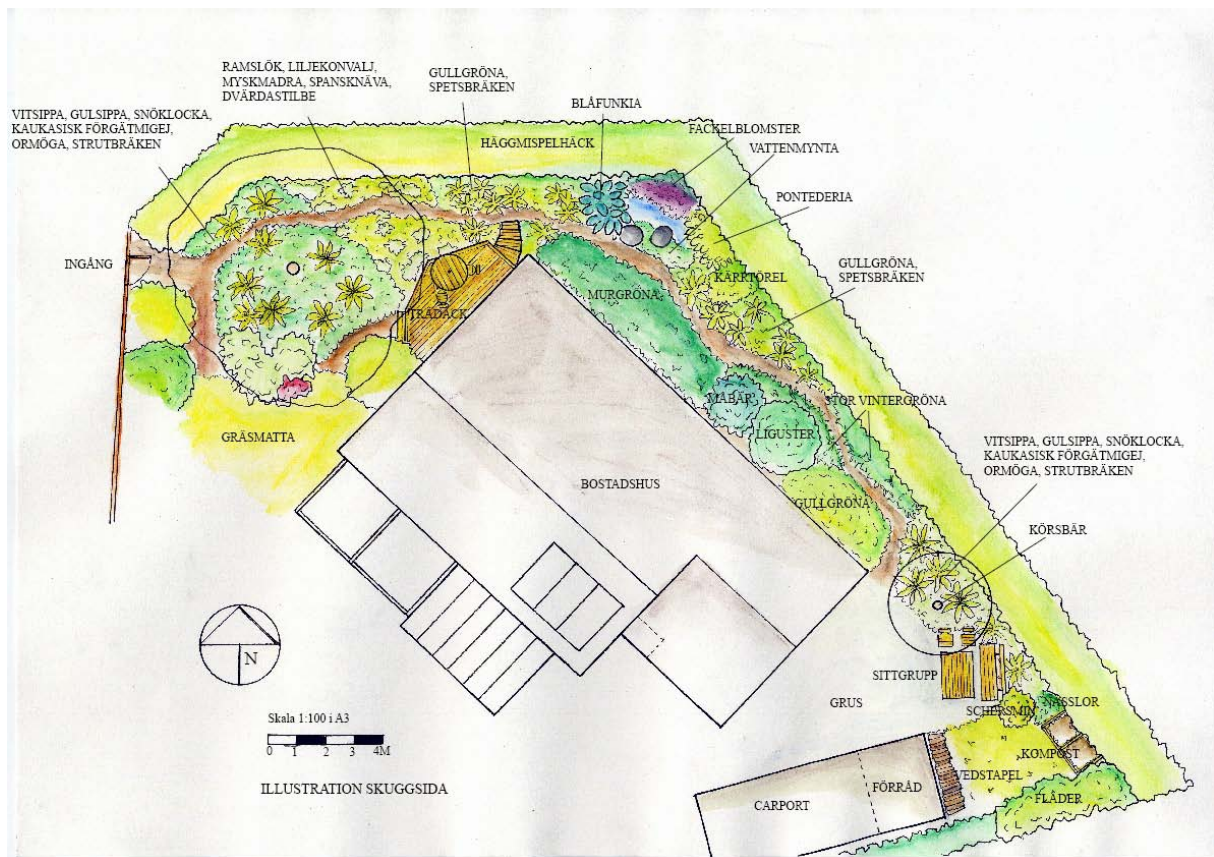 RAMSLÖK, LILJEKONVALJ,
MYSKMADRA, SPANSKNÄVA,
DVÄRDASTILBE
GULLGRÖNA,
SPETSBRÄKEN
BLÅFUNKIA
VITSIPPA, GULSIPPA, SNÖKLOCKA,
KAUKASISK FÖRGÄTMIGEJ,
ORMÖGA, STRUTBRÄKEN
FACKELBLOMSTER
HÄGGMISPELHÄCK
VATTENMYNTA
PONTEDERIA
INGÅNG
GULLGRÖNA,
SPETSBRÄKEN
KÄRRTÖREL
MURGRÖNA
TRÄDÄCK
MÅBÄR
STOR VINTERGRÖNA
LIGUSTER
GRÄSMATTA
VITSIPPA, GULSIPPA, SNÖKLOCKA,
KAUKASISK FÖRGÄTMIGEJ,
ORMÖGA, STRUTBRÄKEN
BOSTADSHUS
GULLGRÖNA
KÖRSBÄR
N
SITTGRUPP
GRUS
SCHERSMIN
NÄSSLOR
Skala 1:100 i A3
0 1 2 3 4M
KOMPOST
VEDSTAPEL
FÖRRÅD
CARPORT
FLÄDER
ILLUSTRATION SKUGGSIDA